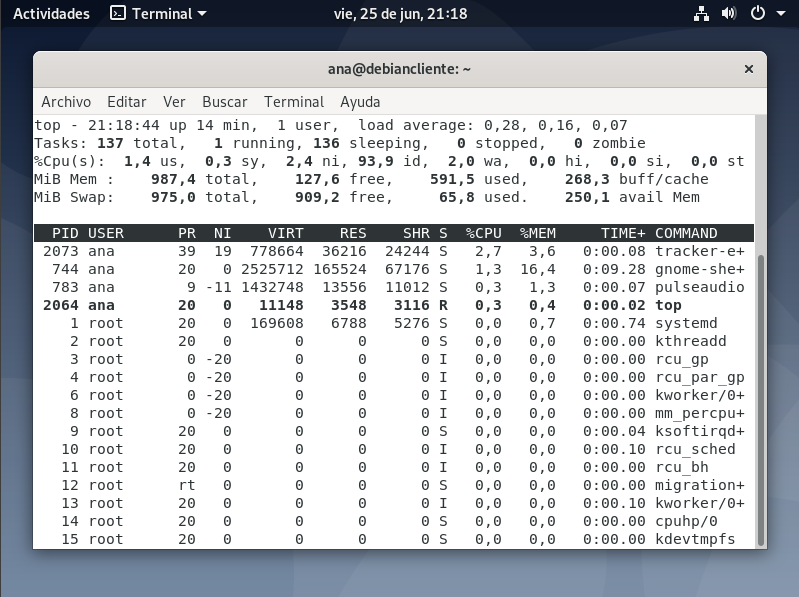 Actividades Terminal vie, 25 de jun, 21:18
ana@debiancliente: ~ ×
Archivo Editar Ver Buscar Terminal Ayuda
top - 21:18:44 up 14 min,  1 user,  load average: 0,28, 0,16, 0,07
Tasks: 137 total,   1 running, 136 sleeping,   0 stopped,   0 zombie
%Cpu(s):  1,4 us,  0,3 sy,  2,4 ni, 93,9 id,  2,0 wa,  0,0 hi,  0,0 si,  0,0 st
MiB Mem :    987,4 total,    127,6 free,    591,5 used,    268,3 buff/cache
MiB Swap:    975,0 total,    909,2 free,     65,8 used.    250,1 avail Mem
PID USER      PR  NI    VIRT    RES    SHR S  %CPU  %MEM     TIME+ COMMAND
2073 ana       39  19  778664  36216  24244 S   2,7   3,6   0:00.08 tracker-e+
744 ana       20   0 2525712 165524  67176 S   1,3  16,4   0:09.28 gnome-she+
783 ana        9 -11 1432748  13556  11012 S   0,3   1,3   0:00.07 pulseaudio
2064 ana       20   0   11148   3548   3116 R   0,3   0,4   0:00.02 top
1 root      20   0  169608   6788   5276 S   0,0   0,7   0:00.74 systemd
2 root      20   0       0      0      0 S   0,0   0,0   0:00.00 kthreadd
3 root       0 -20       0      0      0 I   0,0   0,0   0:00.00 rcu_gp
4 root       0 -20       0      0      0 I   0,0   0,0   0:00.00 rcu_par_gp
6 root       0 -20       0      0      0 I   0,0   0,0   0:00.00 kworker/0+
8 root       0 -20       0      0      0 I   0,0   0,0   0:00.00 mm_percpu+
9 root      20   0       0      0      0 S   0,0   0,0   0:00.04 ksoftirqd+
10 root      20   0       0      0      0 I   0,0   0,0   0:00.10 rcu_sched
11 root      20   0       0      0      0 I   0,0   0,0   0:00.00 rcu_bh
12 root      rt   0       0      0      0 S   0,0   0,0   0:00.00 migration+
13 root      20   0       0      0      0 I   0,0   0,0   0:00.10 kworker/0+
14 root      20   0       0      0      0 S   0,0   0,0   0:00.00 cpuhp/0
15 root      20   0       0      0      0 S   0,0   0,0   0:00.00 kdevtmpfs